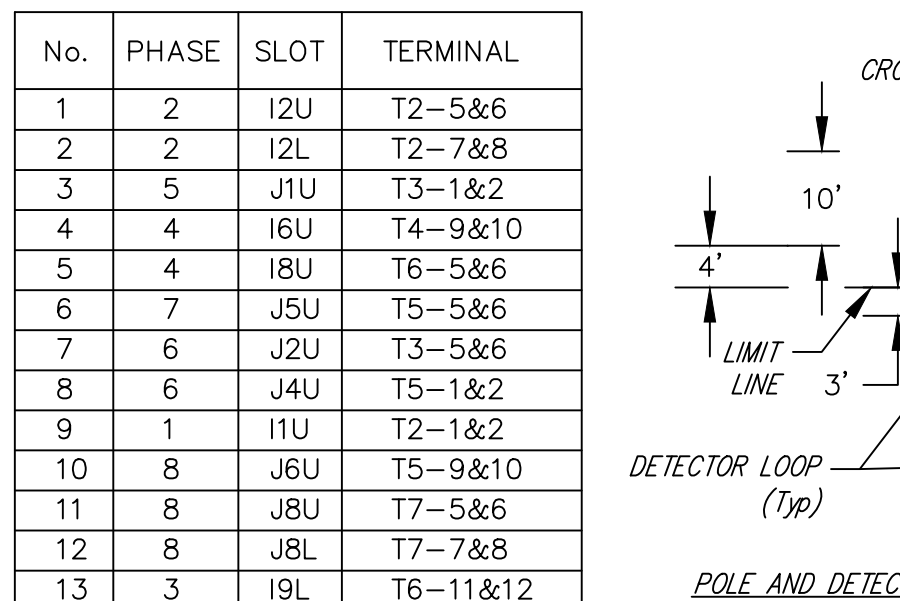 No. PHASE SLOT TERMINAL
1 2 I2U T2-5&6
2 2 I2L T2-7&8
3 5 J1U T3-1&2
4 4 I6U T4-9&10
5 4 I8U T6-5&6
6 7 J5U T5-5&6
7 6 J2U T3-5&6
8 6 J4U T5-1&2
9 1 I1U T2-1&2
10 8 J6U T5-9&10
11 8 J8U T7-5&6
12 8 J8L T7-7&8
13 3 I9L T6-11&12
10'
4'
LIMIT
LINE
3'
DETECTOR LOOP
(Typ)
POLE AND